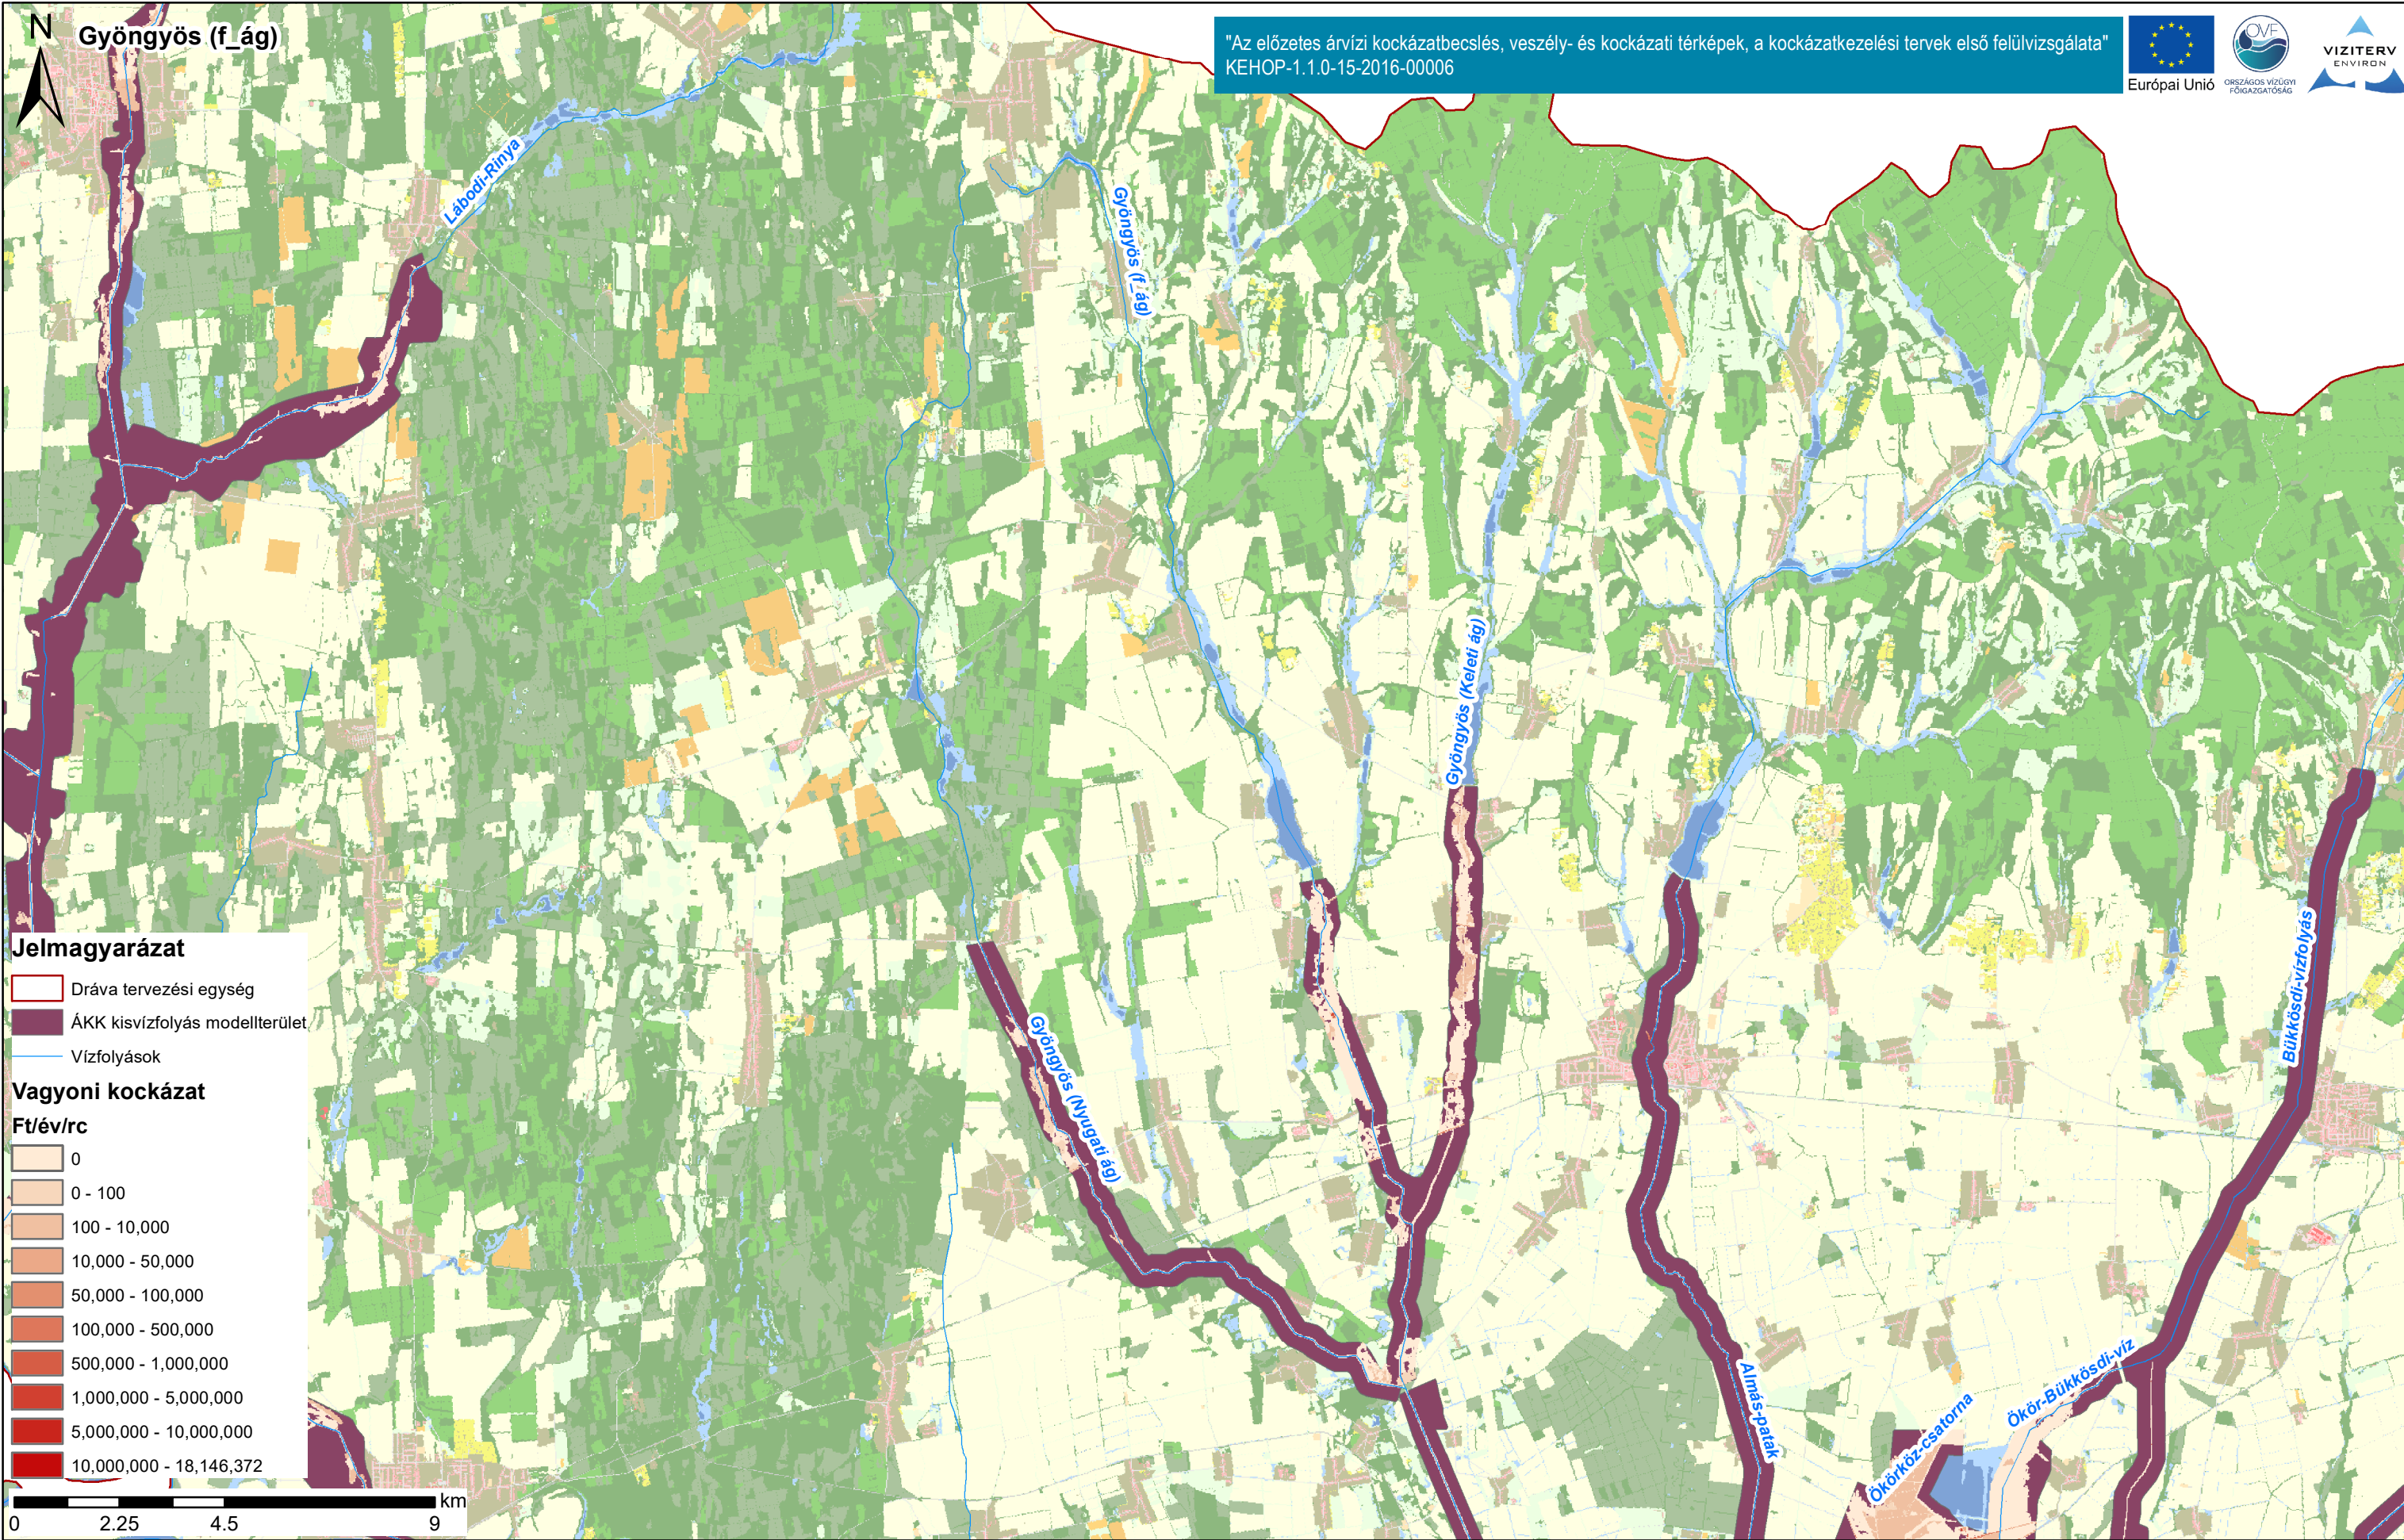 N
Gyöngyös (f_ág)
"Az előzetes árvízi kockázatbecslés, veszély- és kockázati térképek, a kockázatkezelési tervek első felülvizsgálata"
KEHOP-1.1.0-15-2016-00006
Európai Unió
OVF
ORSZÁGOS VÍZÜGYI
FŐIGAZGATÓSÁG
VIZITERV
ENVIRON
Lábodi-Rinya
Gyöngyös (f_ág)
Gyöngyös (Keleti ág)
Gyöngyös (Nyugati ág)
Bükkösdi-vízfolyás
Almás-patak
Ökör-Bükkösdi-víz
Ökörköz-csatorna
Jelmagyarázat
Dráva tervezési egység
ÁKK kisvízfolyás modellterület
Vízfolyások
Vagyoni kockázat
Ft/év/rc
0
0 - 100
100 - 10,000
10,000 - 50,000
50,000 - 100,000
100,000 - 500,000
500,000 - 1,000,000
1,000,000 - 5,000,000
5,000,000 - 10,000,000
10,000,000 - 18,146,372
km
0 2.25 4.5 9